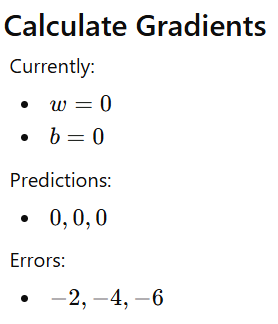 Calculate Gradients
Currently:
• w = 0
• b = 0
Predictions:
• 0, 0, 0
Errors:
• −2, −4, −6